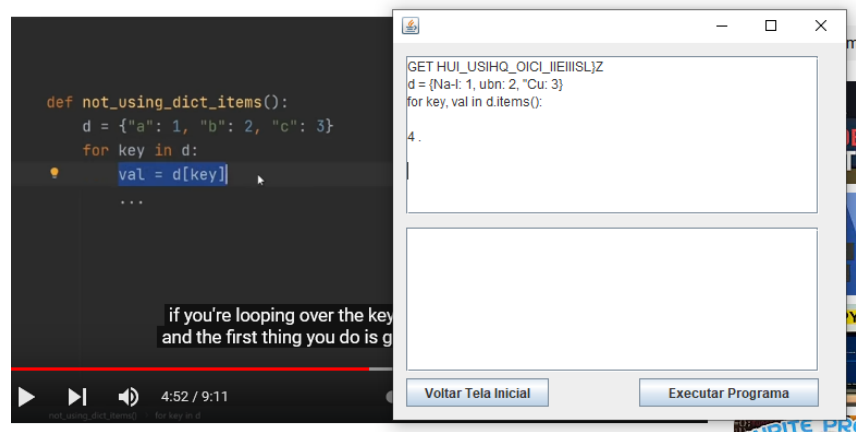 def not_using_dict_items():
d = {"a": 1, "b": 2, "c": 3}
for key in d:
val = d[key]
...
if you're looping over the key
and the first thing you do is g
4:52 / 9:11
not_using_dict_items() › for key in d
GET HUI_USIHQ_OICI_IIEIIISL}Z
d = {Na-l: 1, ubn: 2, "Cu: 3}
for key, val in d.items():
4 .
Voltar Tela Inicial
Executar Programa